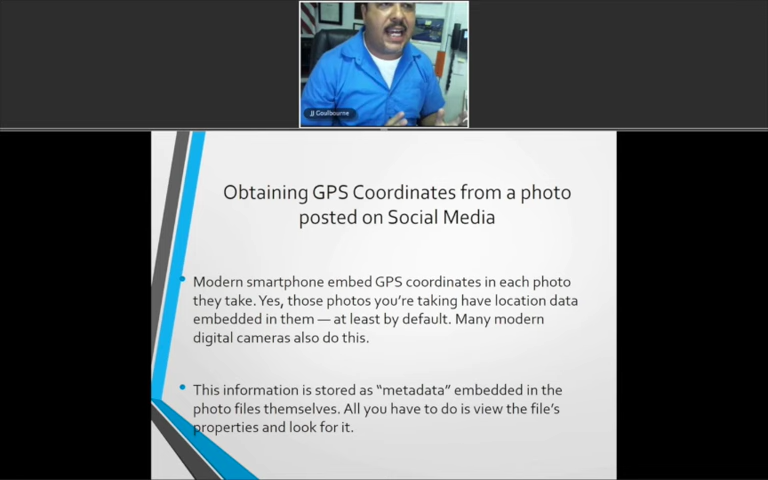 JJ Coulbourne
Obtaining GPS Coordinates from a photo
posted on Social Media
Modern smartphone embed GPS coordinates in each photo
they take. Yes, those photos you're taking have location data
embedded in them — at least by default. Many modern
digital cameras also do this.
This information is stored as “metadata” embedded in the
photo files themselves. All you have to do is view the file's
properties and look for it.